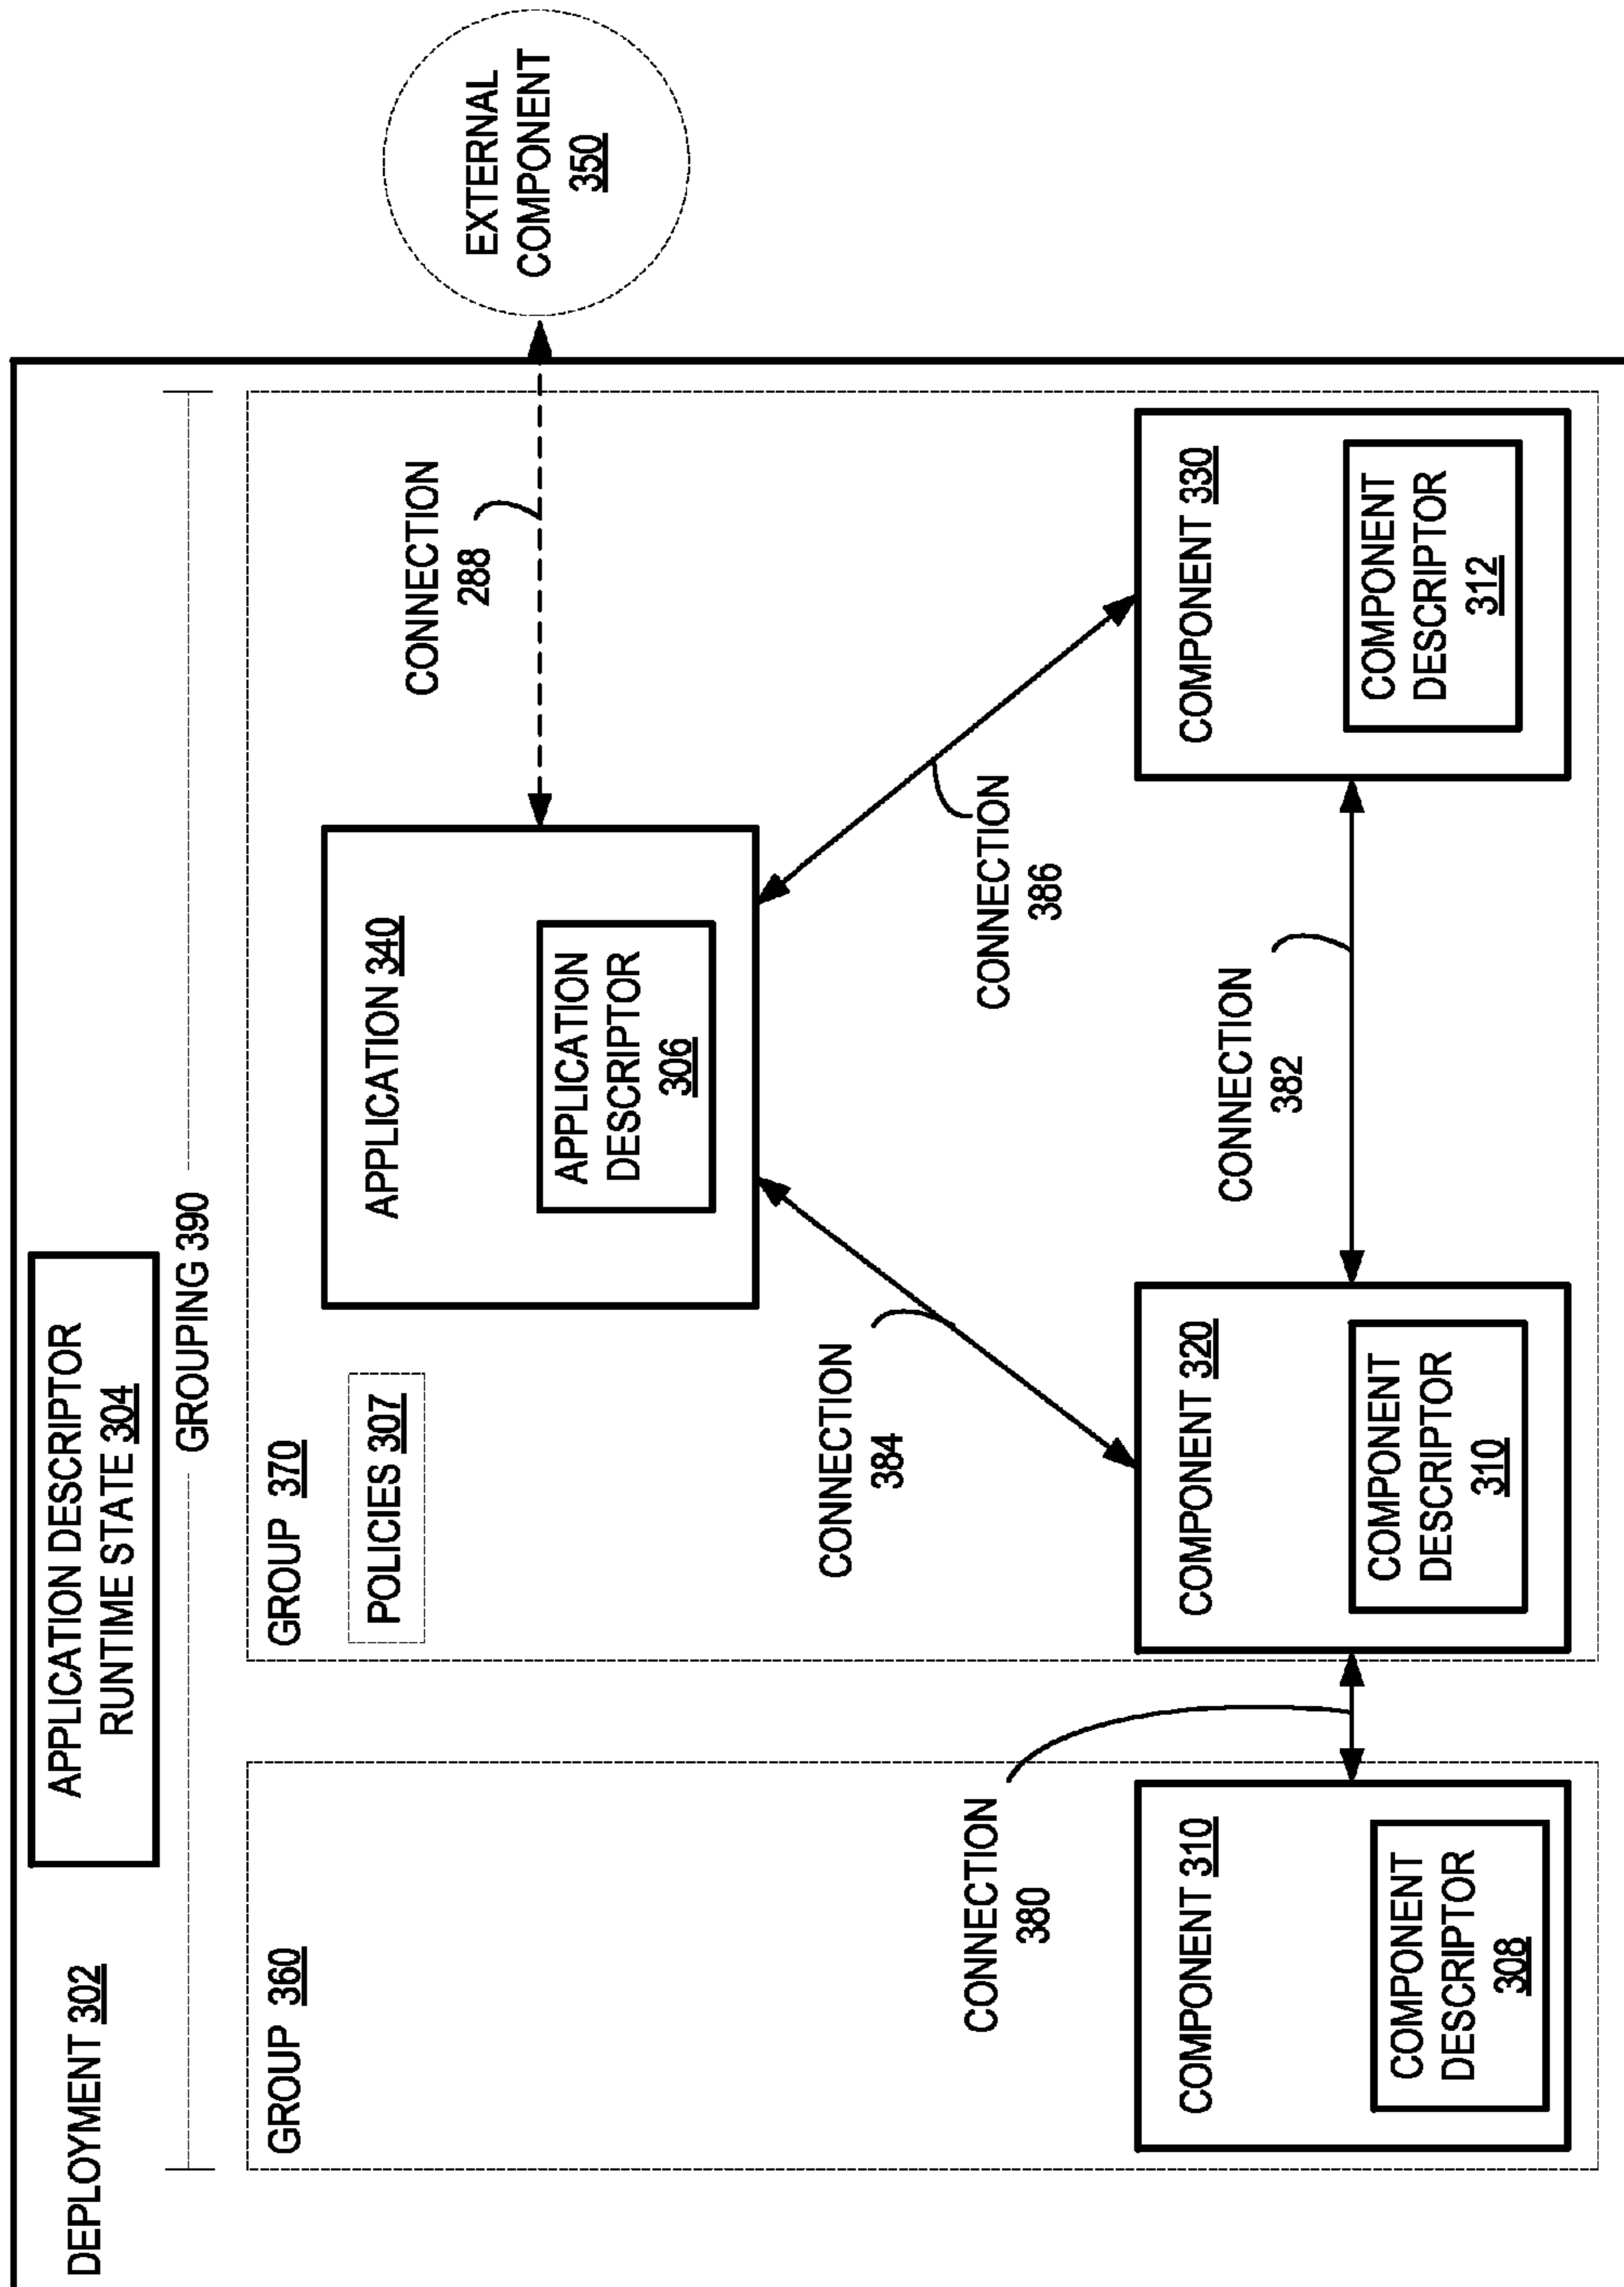 DEPLOYMENT 302
APPLICATION DESCRIPTOR
RUNTIME STATE 304
GROUPING 390
GROUP 360
GROUP 370
POLICIES 307
APPLICATION 340
APPLICATION
DESCRIPTOR
306
CONNECTION
288
EXTERNAL
COMPONENT
350
CONNECTION
384
CONNECTION
386
CONNECTION
380
CONNECTION
382
COMPONENT 310
COMPONENT
DESCRIPTOR
308
COMPONENT 320
COMPONENT
DESCRIPTOR
310
COMPONENT 330
COMPONENT
DESCRIPTOR
312